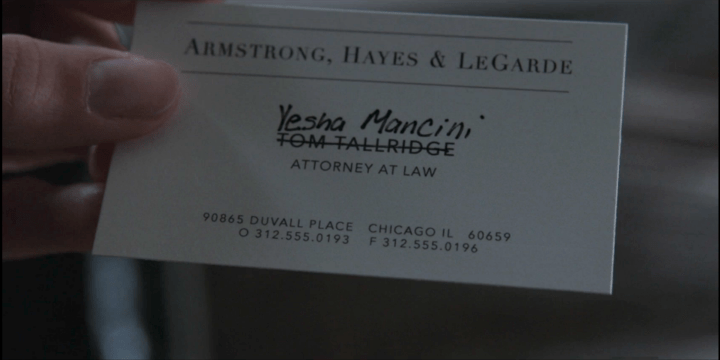 ARMSTRONG, HAYES & LEGARDE
Yesha Mancini
TOM TALLRIDGE
ATTORNEY AT LAW
90865 DUVALL PLACE CHICAGO IL 60659
O 312.555.0193 F 312.555.0196